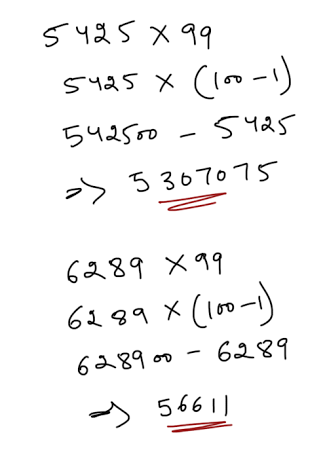 5425 × 99
5425 × (100-1)
542500 - 5425
=> 5307075
6289 × 99
6289 × (100-1)
628900 - 6289
=> 56611